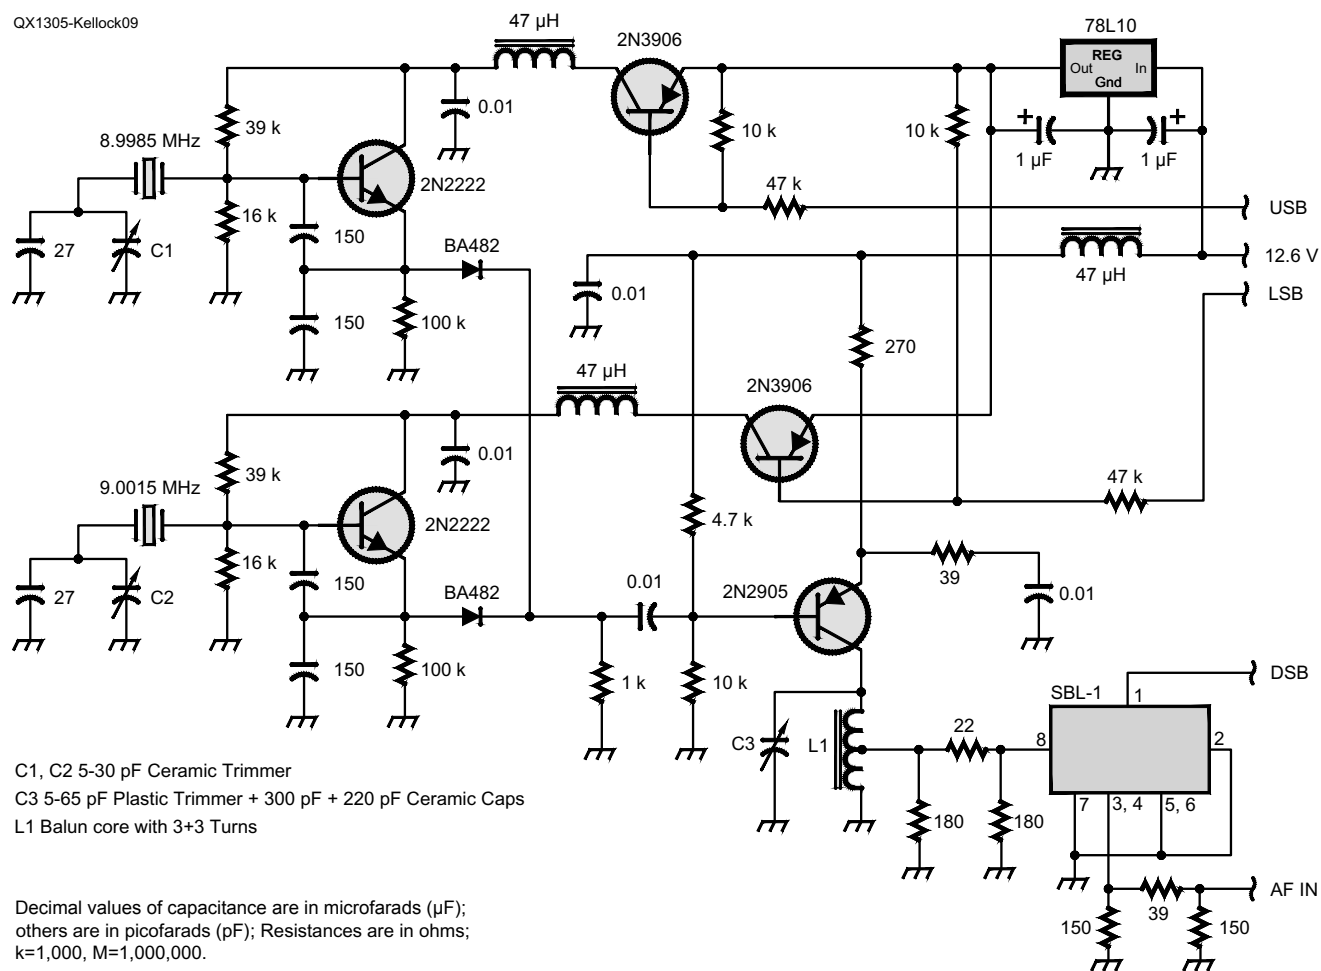 QX1305-Kellock09
47 µH
2N3906
78L10
REG
Out In
Gnd
39 k
0.01
10 k
10 k
+
+
1 µF
1 µF
8.9985 MHz
2N2222
47 k
USB
16 k
27
C1
150
BA482
12.6 V
47 µH
0.01
LSB
150
100 k
270
47 µH
2N3906
39 k
0.01
47 k
9.0015 MHz
2N2222
4.7 k
16 k
39
27
C2
150
0.01
2N2905
0.01
BA482
150
100 k
1 k
10 k
DSB
SBL-1
1
C3
L1
22
8
2
C1, C2 5-30 pF Ceramic Trimmer
C3 5-65 pF Plastic Trimmer + 300 pF + 220 pF Ceramic Caps
L1 Balun core with 3+3 Turns
180
180
7
3, 4
5, 6
AF IN
39
150
150
Decimal values of capacitance are in microfarads (µF);
others are in picofarads (pF); Resistances are in ohms;
k=1,000, M=1,000,000.